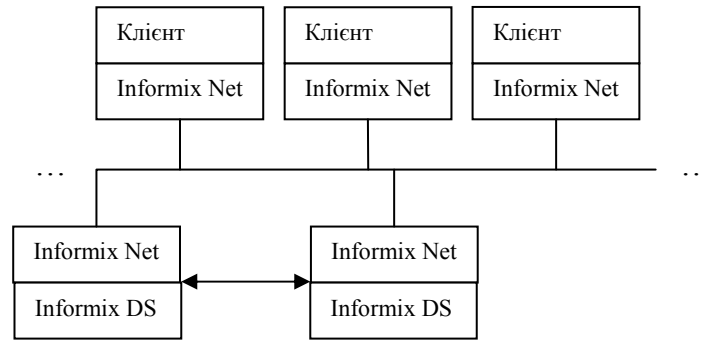 Клієнт Клієнт Клієнт
Informix Net Informix Net Informix Net
… ..
Informix Net Informix Net
Informix DS Informix DS